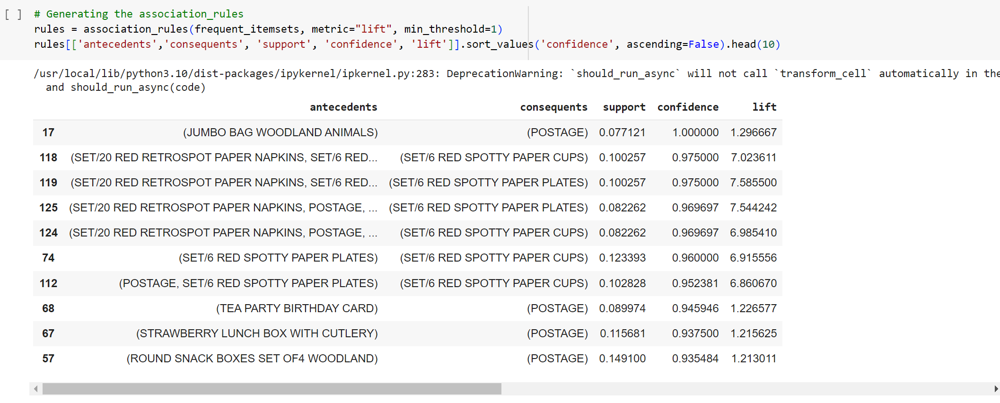 [ ] # Generating the association_rules
rules = association_rules(frequent_itemsets, metric="lift", min_threshold=1)
rules[['antecedents','consequents', 'support', 'confidence', 'lift']].sort_values('confidence', ascending=False).head(10)
/usr/local/lib/python3.10/dist-packages/ipykernel/ipkernel.py:283: DeprecationWarning: `should_run_async` will not call `transform_cell` automatically in the
and should_run_async(code)
antecedents consequents support confidence lift
17 (JUMBO BAG WOODLAND ANIMALS) (POSTAGE) 0.077121 1.000000 1.296667
118 (SET/20 RED RETROSPOT PAPER NAPKINS, SET/6 RED... (SET/6 RED SPOTTY PAPER CUPS) 0.100257 0.975000 7.023611
119 (SET/20 RED RETROSPOT PAPER NAPKINS, SET/6 RED... (SET/6 RED SPOTTY PAPER PLATES) 0.100257 0.975000 7.585500
125 (SET/20 RED RETROSPOT PAPER NAPKINS, POSTAGE, ... (SET/6 RED SPOTTY PAPER PLATES) 0.082262 0.969697 7.544242
124 (SET/20 RED RETROSPOT PAPER NAPKINS, POSTAGE, ... (SET/6 RED SPOTTY PAPER CUPS) 0.082262 0.969697 6.985410
74 (SET/6 RED SPOTTY PAPER PLATES) (SET/6 RED SPOTTY PAPER CUPS) 0.123393 0.960000 6.915556
112 (POSTAGE, SET/6 RED SPOTTY PAPER PLATES) (SET/6 RED SPOTTY PAPER CUPS) 0.102828 0.952381 6.860670
68 (TEA PARTY BIRTHDAY CARD) (POSTAGE) 0.089974 0.945946 1.226577
67 (STRAWBERRY LUNCH BOX WITH CUTLERY) (POSTAGE) 0.115681 0.937500 1.215625
57 (ROUND SNACK BOXES SET OF4 WOODLAND) (POSTAGE) 0.149100 0.935484 1.213011